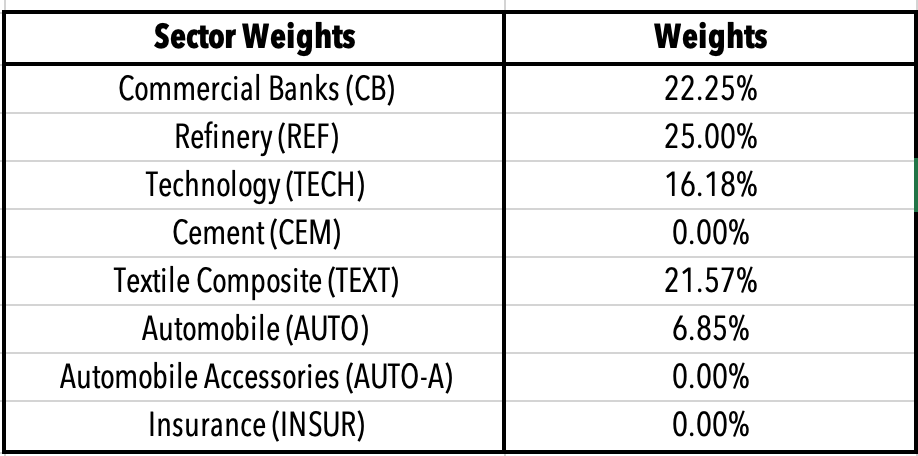 Sector Weights Weights
Commercial Banks (CB) 22.25%
Refinery (REF) 25.00%
Technology (TECH) 16.18%
Cement (CEM) 0.00%
Textile Composite (TEXT) 21.57%
Automobile (AUTO) 6.85%
Automobile Accessories (AUTO-A) 0.00%
Insurance (INSUR) 0.00%